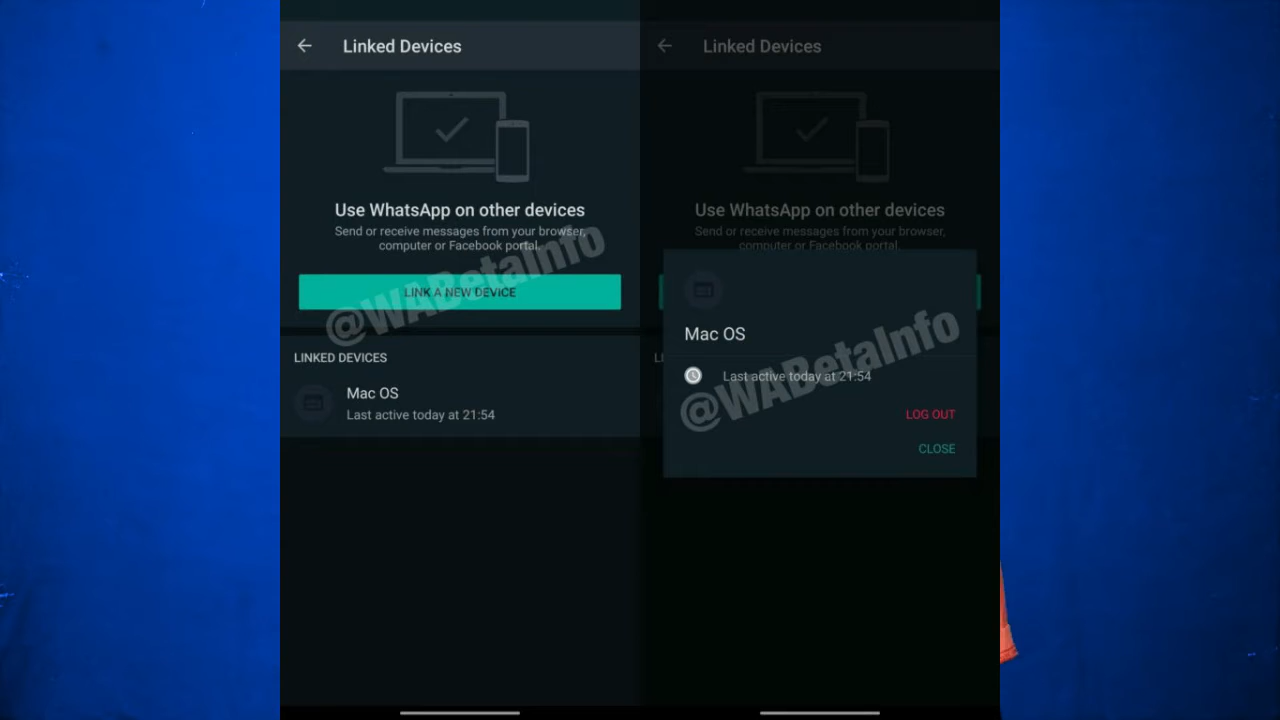 Linked Devices
Use WhatsApp on other devices
Send or receive messages from your browser,
computer or Facebook portal.
LINK A NEW DEVICE
@WABetaInfo
LINKED DEVICES
Mac OS
Last active today at 21:54
Linked Devices
Use WhatsApp on other devices
Send or receive messages from your browser,
computer or Facebook portal.
Mac OS
Last active today at 21:54
@WABetaInfo
LOG OUT
CLOSE